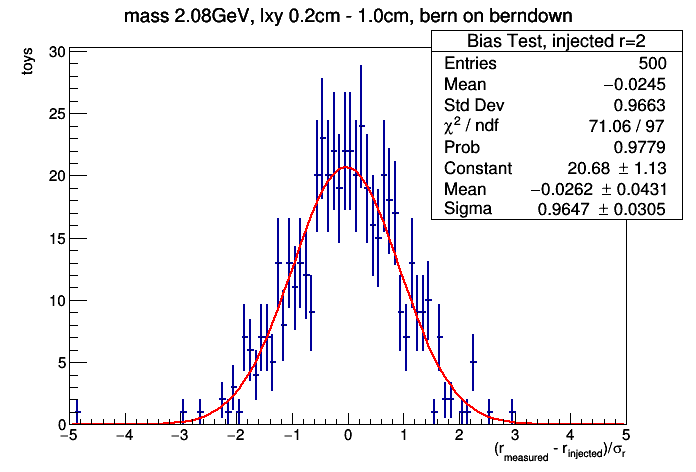 mass 2.08GeV, lxy 0.2cm - 1.0cm, bern on berndown
Bias Test, injected r=2
Entries 500
Mean −0.0245
Std Dev 0.9663
χ² / ndf 71.06 / 97
Prob 0.9779
Constant 20.68 ± 1.13
Mean −0.0262 ± 0.0431
Sigma 0.9647 ± 0.0305
toys
30
25
20
15
10
5
0
−5 −4 −3 −2 −1 0 1 2 3 4 5
(r_measured - r_injected)/σ_r